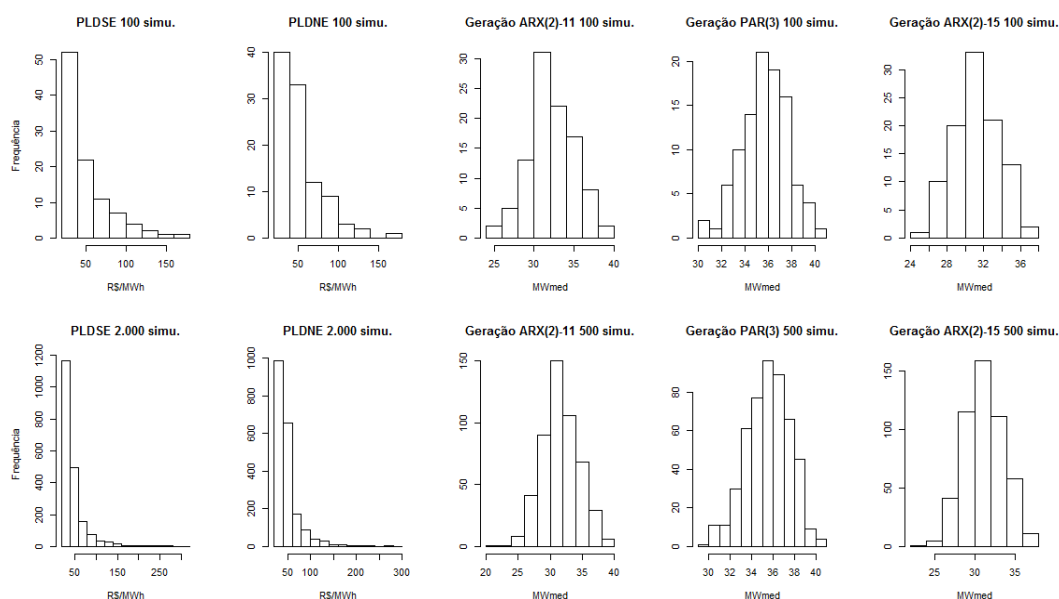 PLDSE 100 simu.
Frequência
0 10 20 30 40 50
50 100 150
R$/MWh
PLDNE 100 simu.
0 10 20 30 40
50 100 150
R$/MWh
Geração ARX(2)-11 100 simu.
0 5 10 15 20 25 30
25 30 35 40
MWmed
Geração PAR(3) 100 simu.
0 5 10 15 20
30 32 34 36 38 40
MWmed
Geração ARX(2)-15 100 simu.
0 5 10 15 20 25 30
24 28 32 36
MWmed
PLDSE 2.000 simu.
Frequência
0 200 400 600 800 1000 1200
50 150 250
R$/MWh
PLDNE 2.000 simu.
0 200 400 600 800 1000
50 100 200 300
R$/MWh
Geração ARX(2)-11 500 simu.
0 50 100 150
20 25 30 35 40
MWmed
Geração PAR(3) 500 simu.
0 20 40 60 80
30 32 34 36 38 40
MWmed
Geração ARX(2)-15 500 simu.
0 50 100 150
25 30 35
MWmed